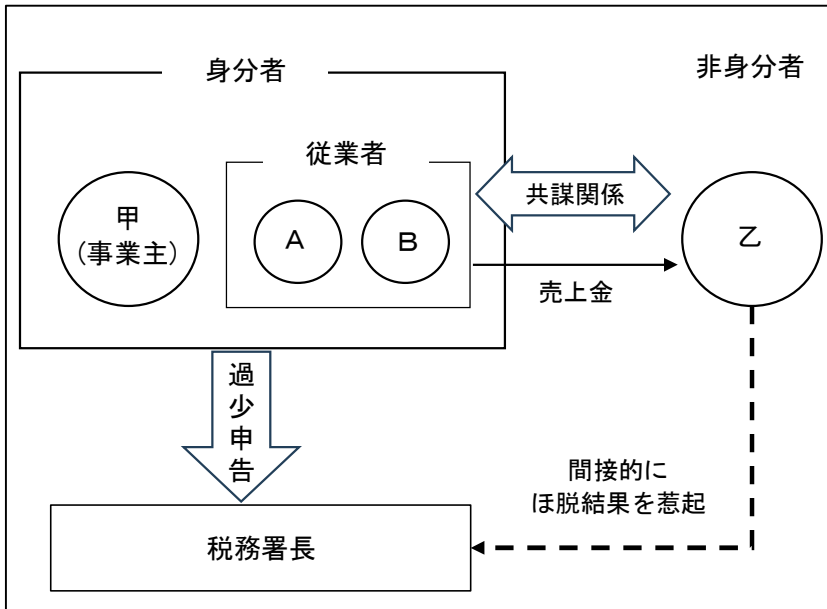 身分者
非身分者
従業者
甲
(事業主)
A
B
共謀関係
乙
売上金
過少申告
間接的に
ほ脱結果を惹起
税務署長